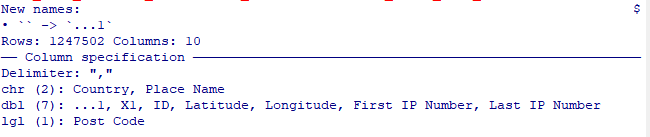 New names: $
• `` -> `...1`
Rows: 1247502 Columns: 10
── Column specification ────────────────────────────────────────
Delimiter: ","
chr (2): Country, Place Name
dbl (7): ...1, X1, ID, Latitude, Longitude, First IP Number, Last IP Number
lgl (1): Post Code